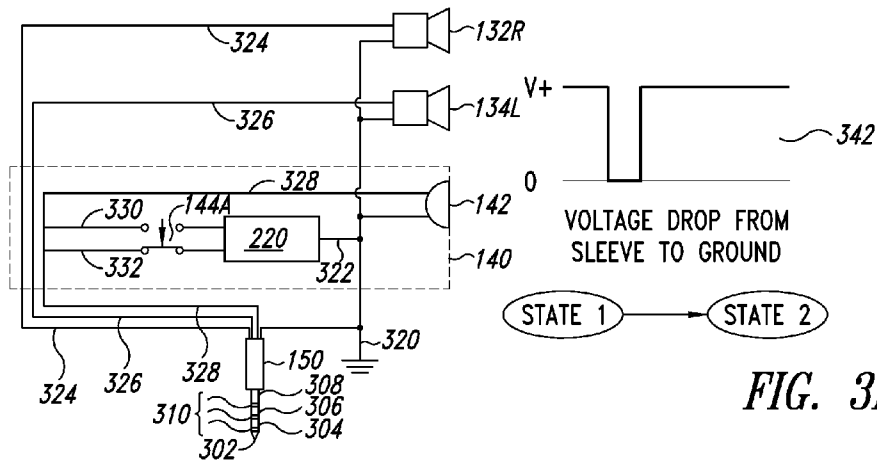 324
132R
326
134L
328
142
330
144A
220
332
322
140
328
324
326
328
320
150
308
310
306
304
302
V+
0
342
VOLTAGE DROP FROM
SLEEVE TO GROUND
STATE 1
STATE 2
FIG. 3